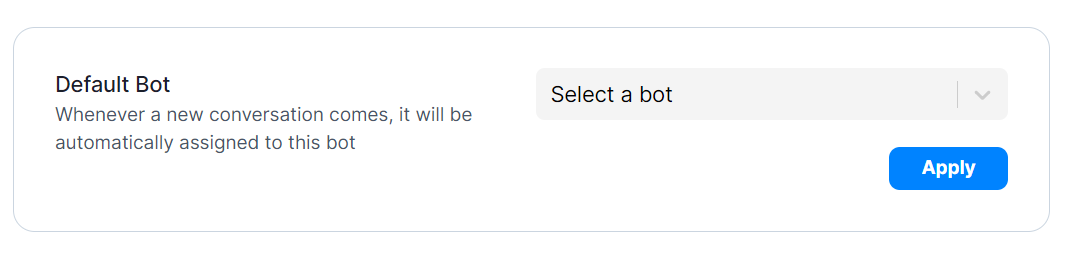 Default Bot
Whenever a new conversation comes, it will be
automatically assigned to this bot
Select a bot
Apply